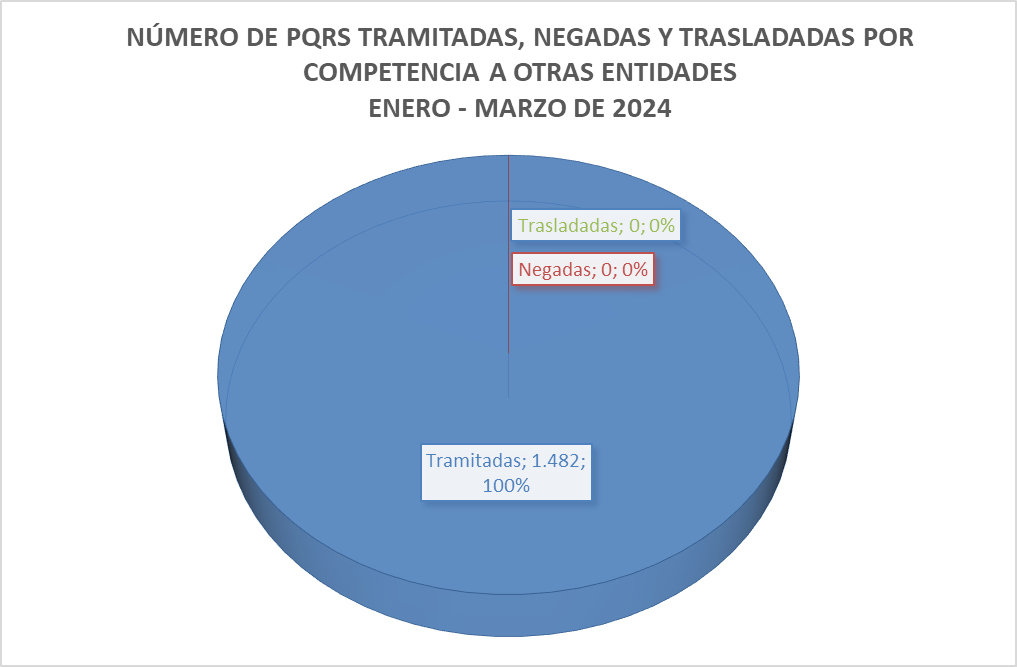 NÚMERO DE PQRS TRAMITADAS, NEGADAS Y TRASLADADAS POR
COMPETENCIA A OTRAS ENTIDADES
ENERO - MARZO DE 2024
Trasladadas; 0; 0%
Negadas; 0; 0%
Tramitadas; 1.482;
100%